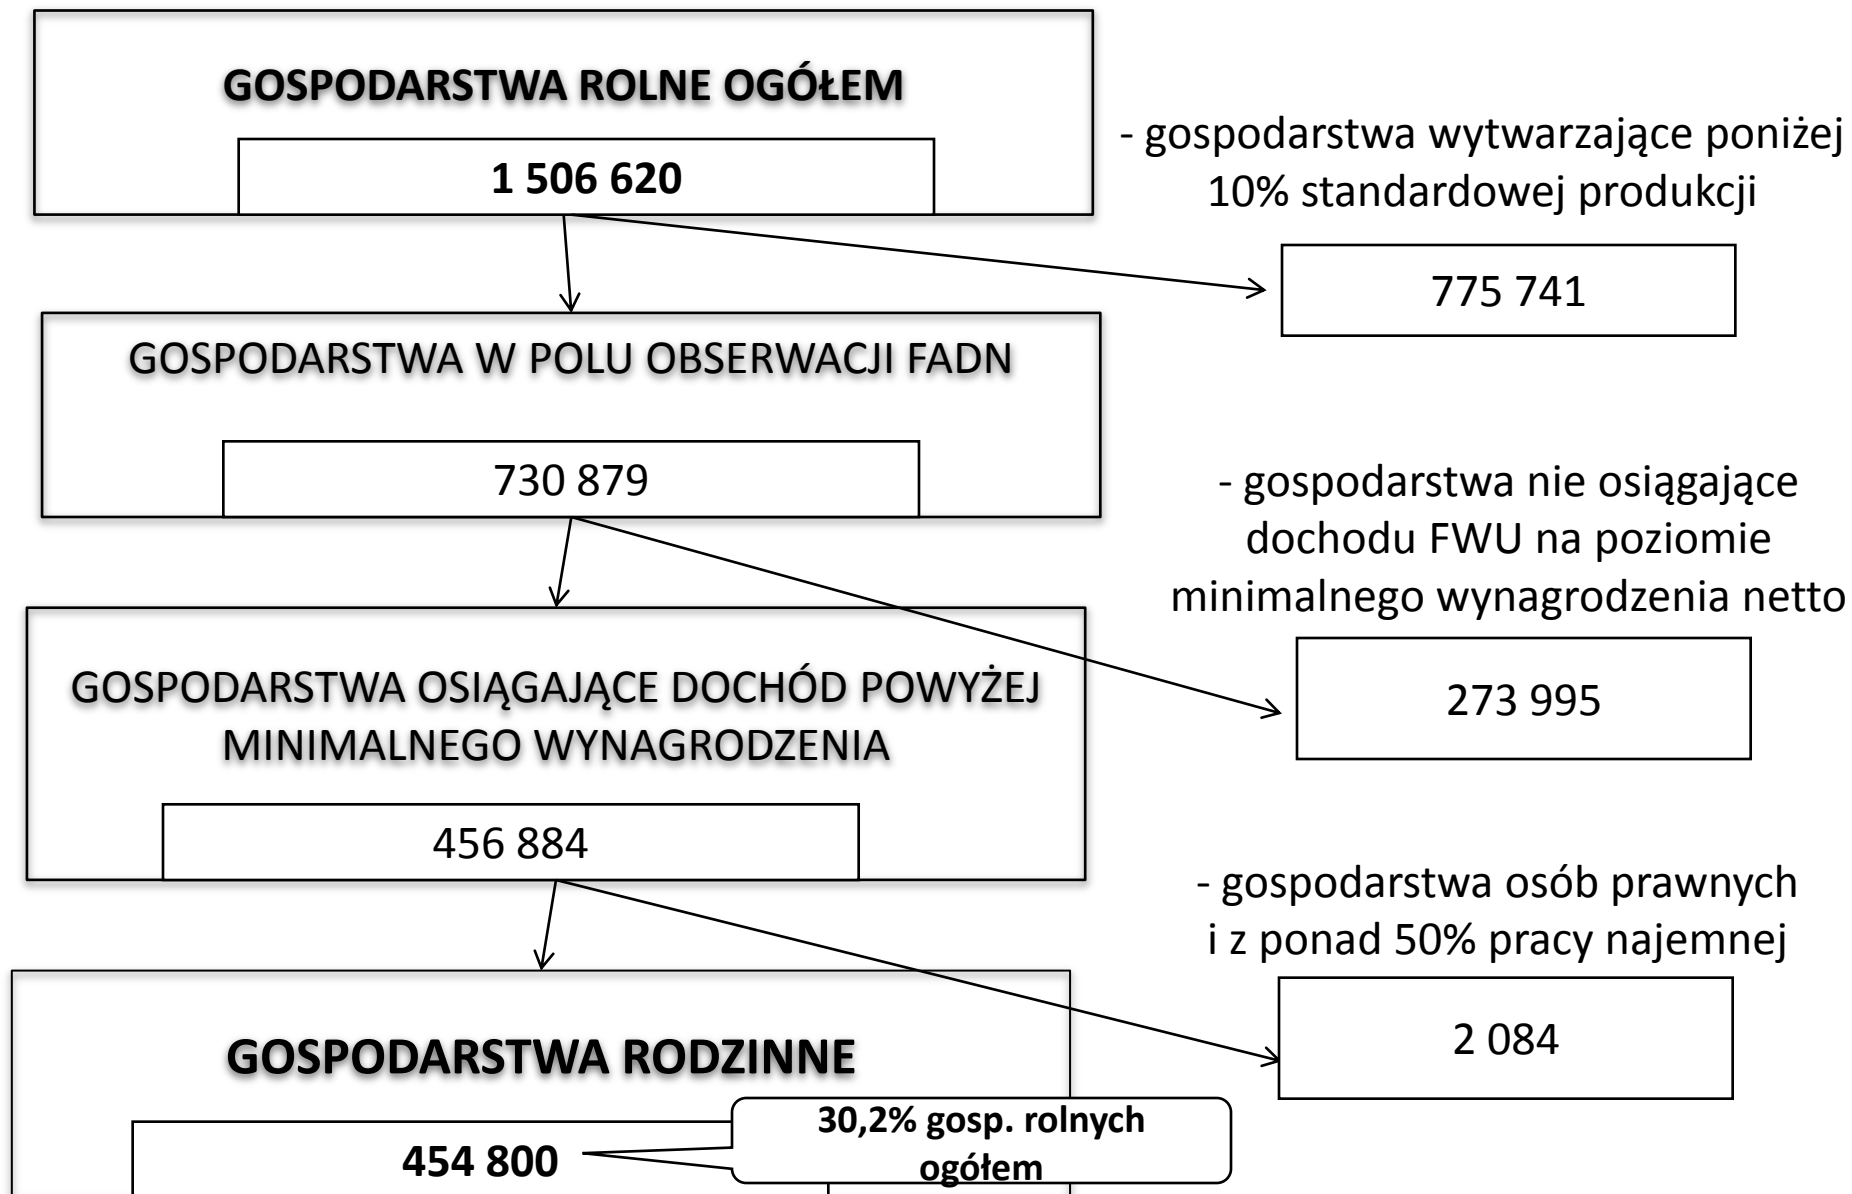 GOSPODARSTWA ROLNE OGÓŁEM
1 506 620
- gospodarstwa wytwarzające poniżej
10% standardowej produkcji
775 741
GOSPODARSTWA W POLU OBSERWACJI FADN
730 879
- gospodarstwa nie osiągające
dochodu FWU na poziomie
minimalnego wynagrodzenia netto
273 995
GOSPODARSTWA OSIĄGAJĄCE DOCHÓD POWYŻEJ
MINIMALNEGO WYNAGRODZENIA
456 884
- gospodarstwa osób prawnych
i z ponad 50% pracy najemnej
2 084
GOSPODARSTWA RODZINNE
454 800
30,2% gosp. rolnych
ogółem